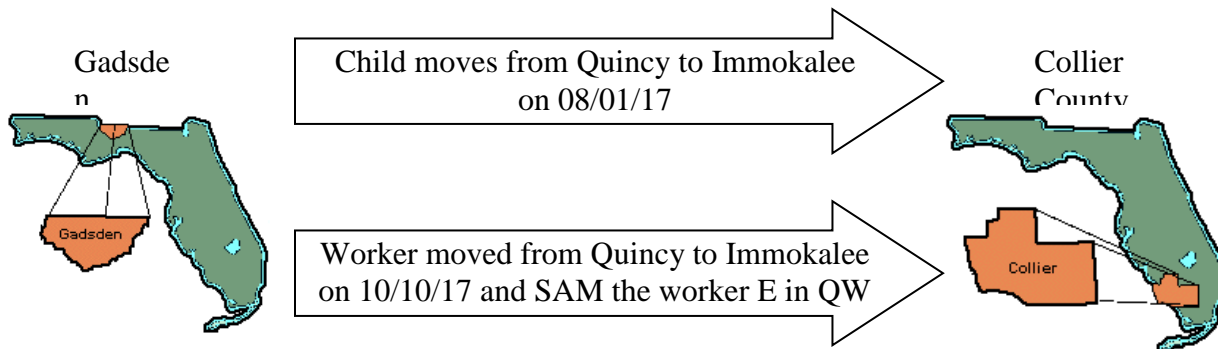 Gadsde
n
Child moves from Quincy to Immokalee
on 08/01/17
Collier
County
Gadsden
Worker moved from Quincy to Immokalee
on 10/10/17 and SAM the worker E in QW
Collier